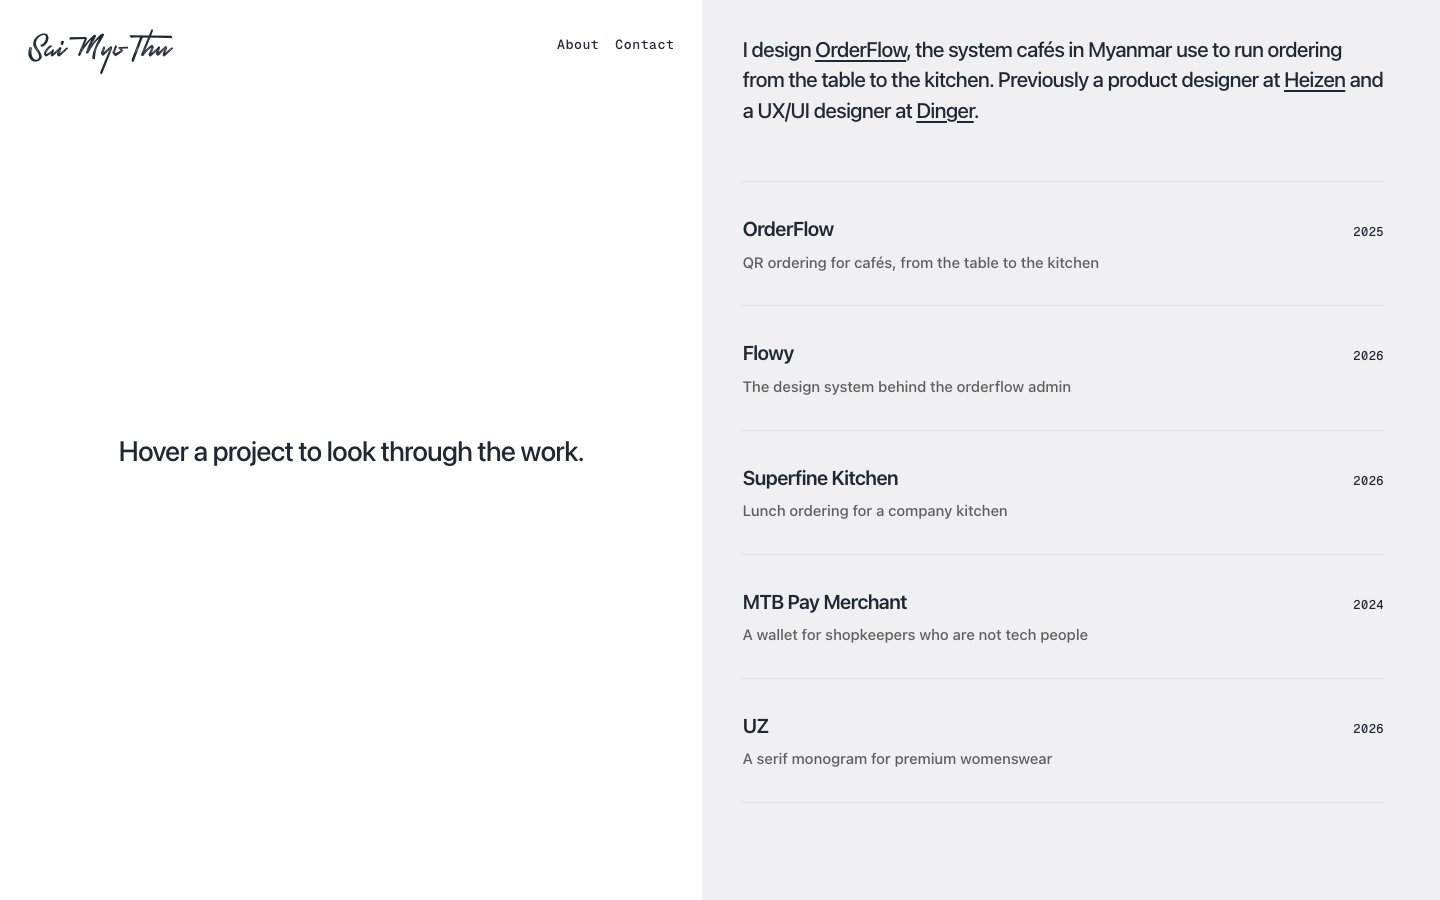 Sai Myo Thu
About Contact
Hover a project to look through the work.
I design OrderFlow, the system cafés in Myanmar use to run ordering
from the table to the kitchen. Previously a product designer at Heizen and
a UX/UI designer at Dinger.
OrderFlow 2025
QR ordering for cafés, from the table to the kitchen
Flowy 2026
The design system behind the orderflow admin
Superfine Kitchen 2026
Lunch ordering for a company kitchen
MTB Pay Merchant 2024
A wallet for shopkeepers who are not tech people
UZ 2026
A serif monogram for premium womenswear